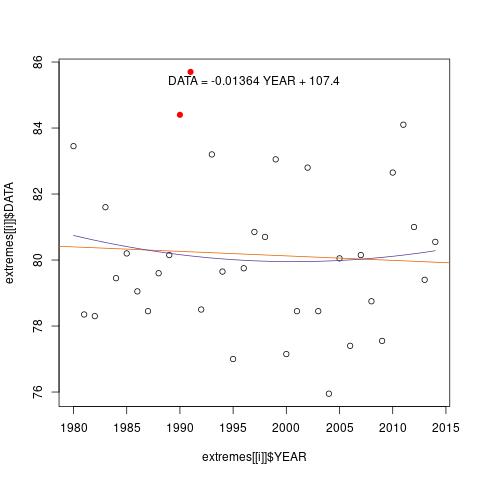 DATA = -0.01364 YEAR + 107.4
86
84
82
80
78
76
extremes[[i]]$DATA
1980 1985 1990 1995 2000 2005 2010 2015
extremes[[i]]$YEAR